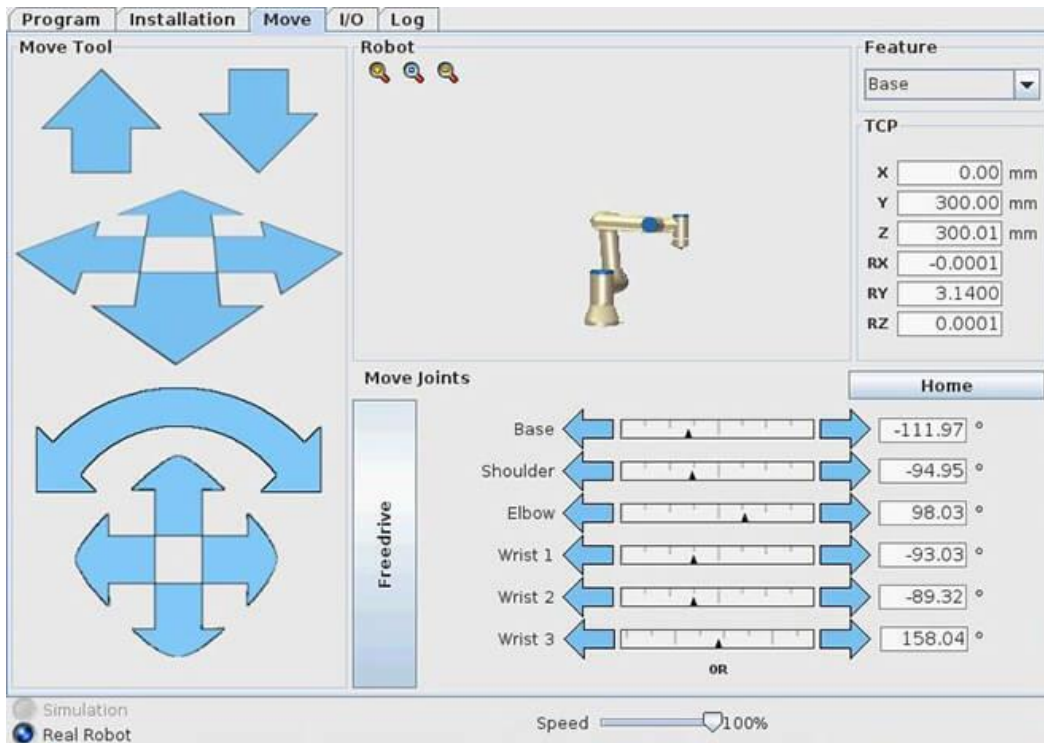 Program Installation Move I/O Log
Move Tool
Robot
Feature
Base
TCP
X 0.00 mm
Y 300.00 mm
Z 300.01 mm
RX -0.0001
RY 3.1400
RZ 0.0001
Move Joints
Home
Freedrive
Base -111.97 °
Shoulder -94.95 °
Elbow 98.03 °
Wrist 1 -93.03 °
Wrist 2 -89.32 °
Wrist 3 158.04 °
0R
Simulation
Real Robot
Speed 100%